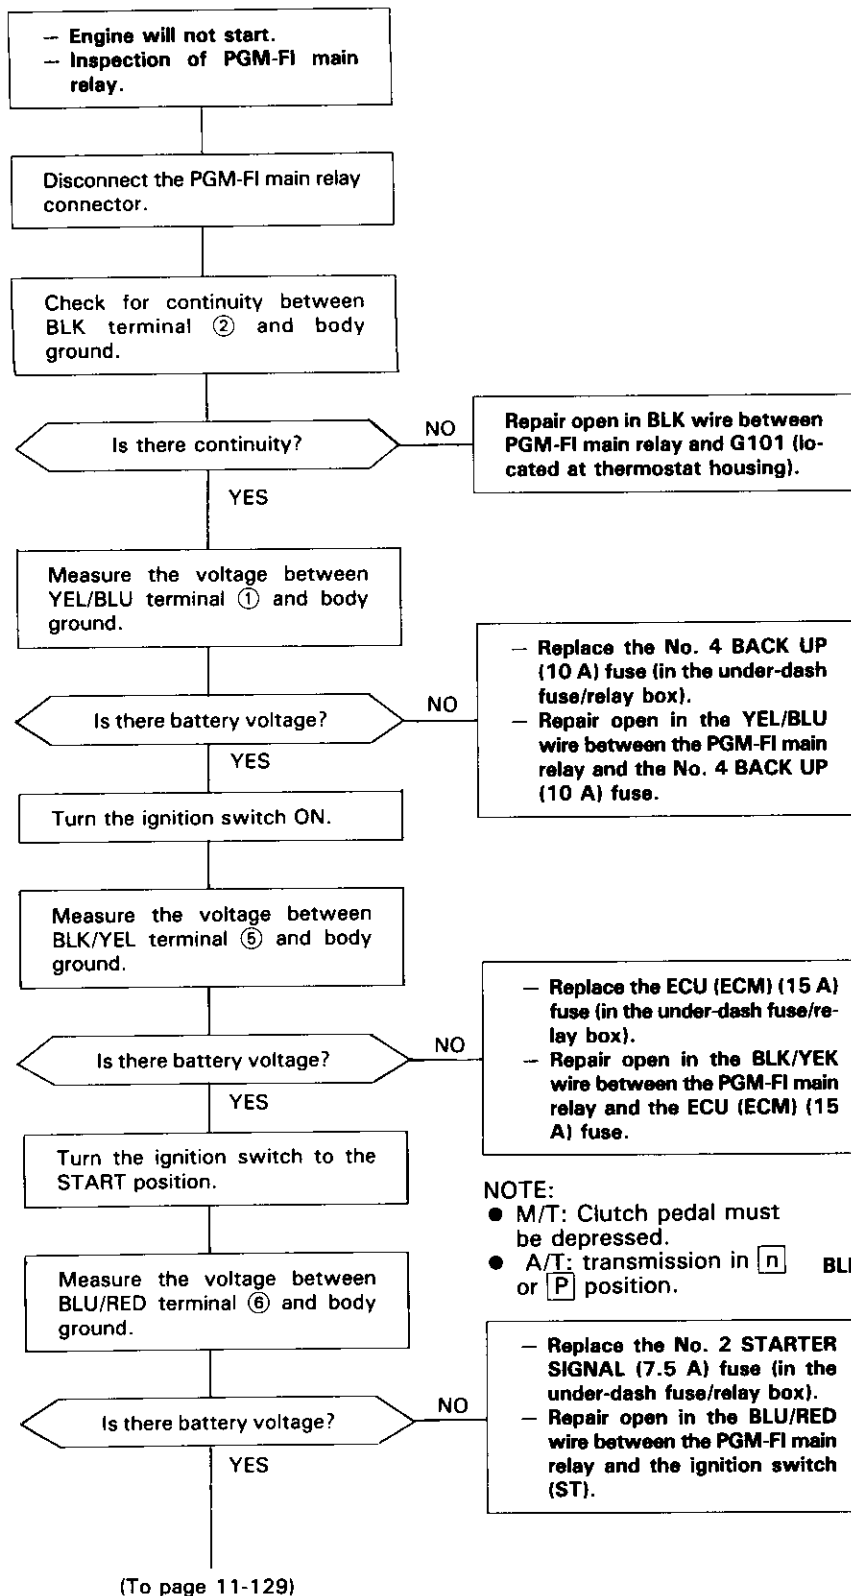 – Engine will not start.
– Inspection of PGM-FI main
relay.
Disconnect the PGM-FI main relay
connector.
Check for continuity between
BLK terminal ② and body
ground.
Is there continuity?
NO
Repair open in BLK wire between
PGM-FI main relay and G101 (lo-
cated at thermostat housing).
YES
Measure the voltage between
YEL/BLU terminal ① and body
ground.
Is there battery voltage?
NO
– Replace the No. 4 BACK UP
(10 A) fuse (in the under-dash
fuse/relay box).
– Repair open in the YEL/BLU
wire between the PGM-FI main
relay and the No. 4 BACK UP
(10 A) fuse.
YES
Turn the ignition switch ON.
Measure the voltage between
BLK/YEL terminal ⑤ and body
ground.
Is there battery voltage?
NO
– Replace the ECU (ECM) (15 A)
fuse (in the under-dash fuse/re-
lay box).
– Repair open in the BLK/YEK
wire between the PGM-FI main
relay and the ECU (ECM) (15
A) fuse.
YES
Turn the ignition switch to the
START position.
NOTE:
● M/T: Clutch pedal must
be depressed.
● A/T: transmission in n
or P position.
Measure the voltage between
BLU/RED terminal ⑥ and body
ground.
Is there battery voltage?
NO
– Replace the No. 2 STARTER
SIGNAL (7.5 A) fuse (in the
under-dash fuse/relay box).
– Repair open in the BLU/RED
wire between the PGM-FI main
relay and the ignition switch
(ST).
YES
(To page 11-129)